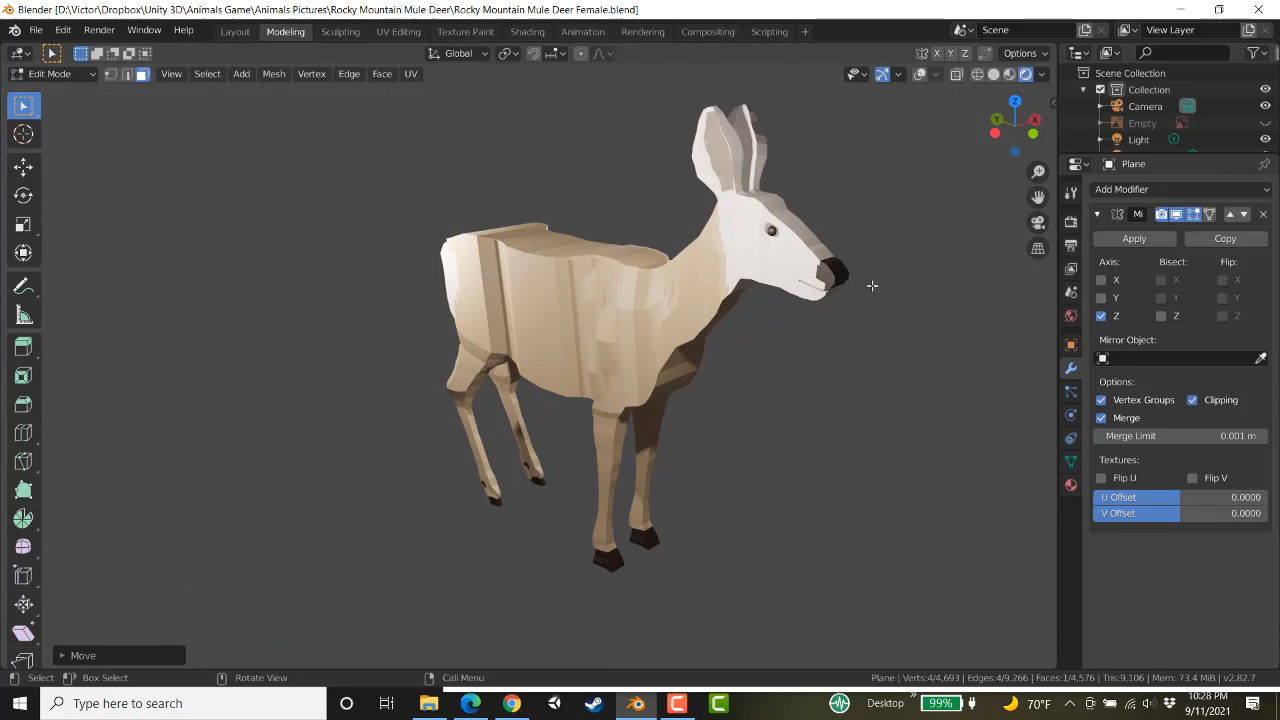 Blender [D:\Victor\Dropbox\Unity 3D\Animals Game\Animals Pictures\Rocky Mountain Mule Deer\Rocky Mountain Mule Deer Female.blend]
File Edit Render Window Help Layout Modeling Sculpting UV Editing Texture Paint Shading Animation Rendering Compositing Scripting + Scene View Layer
Global X Y Z Options
Edit Mode View Select Add Mesh Vertex Edge Face UV
Scene Collection
Collection
Camera
Empty
Light
Z
Y X
Plane
Add Modifier
Mi
Apply Copy
Axis: Bisect: Flip:
X X X
Y Y Y
Z Z Z
Mirror Object:
Options:
Vertex Groups Clipping
Merge
Merge Limit 0.001 m
Textures:
Flip U Flip V
U Offset 0.0000
V Offset 0.0000
Move
Select Box Select Rotate View Call Menu Plane | Verts:4/4,693 | Edges:4/9,266 | Faces:1/4,576 | Tris:9,106 | Mem: 73.4 MiB | v2.82.7
Type here to search Desktop » 99% 70°F 10:28 PM
9/11/2021